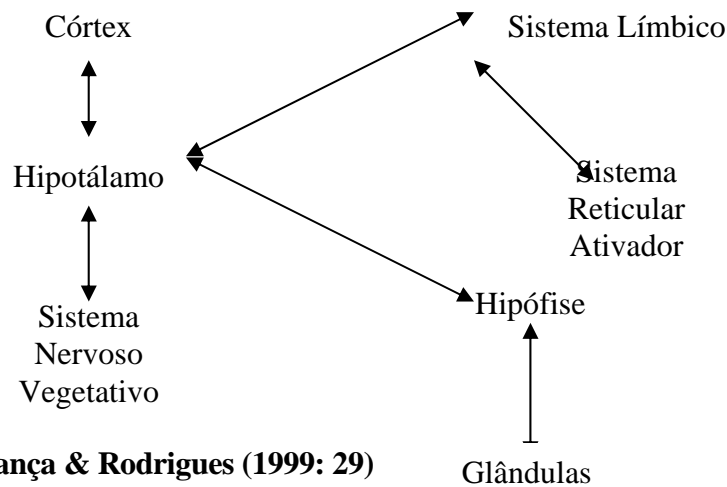 Córtex
Sistema Límbico
Hipotálamo
Sistema
Reticular
Ativador
Hipófise
Sistema
Nervoso
Vegetativo
ança & Rodrigues (1999: 29)
Glândulas